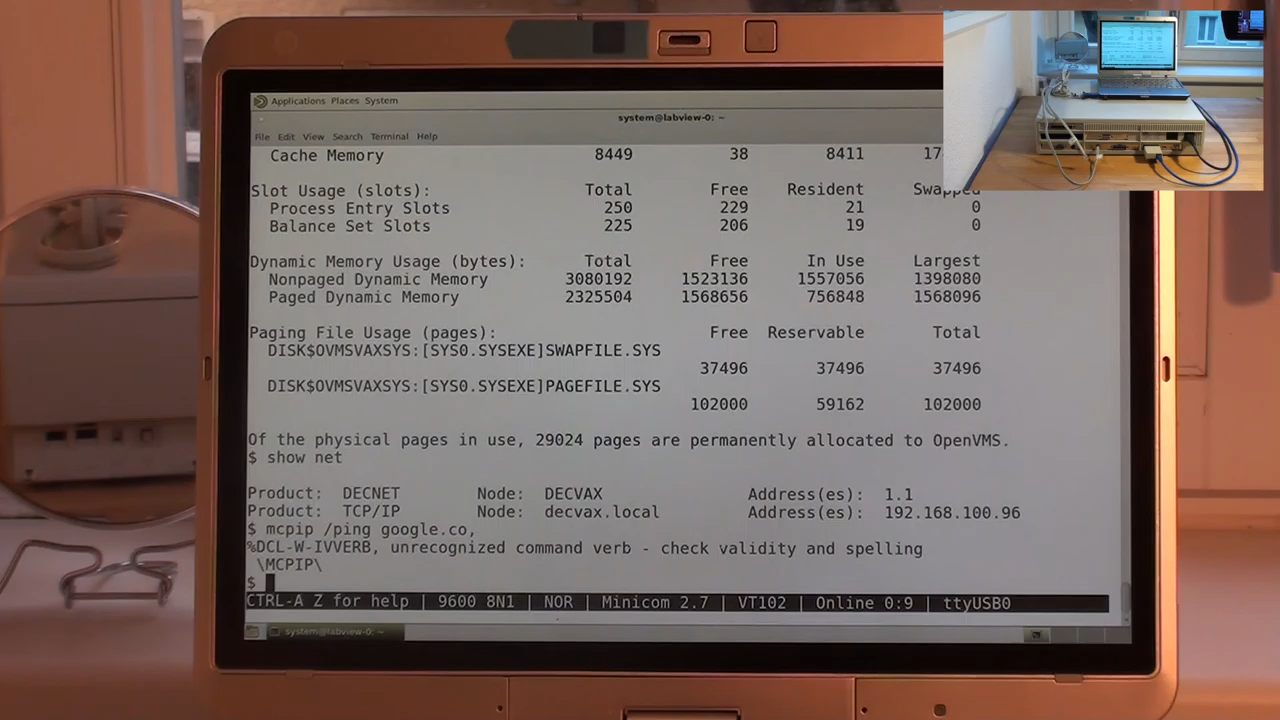 Applications Places System
system@labview-0: ~
File Edit View Search Terminal Help
Cache Memory 8449 38 8411
Slot Usage (slots): Total Free Resident Swapped
Process Entry Slots 250 229 21 0
Balance Set Slots 225 206 19 0
Dynamic Memory Usage (bytes): Total Free In Use Largest
Nonpaged Dynamic Memory 3080192 1523136 1557056 1398080
Paged Dynamic Memory 2325504 1568656 756848 1568096
Paging File Usage (pages): Free Reservable Total
DISK$OVMSVAXSYS:[SYS0.SYSEXE]SWAPFILE.SYS
37496 37496 37496
DISK$OVMSVAXSYS:[SYS0.SYSEXE]PAGEFILE.SYS
102000 59162 102000
Of the physical pages in use, 29024 pages are permanently allocated to OpenVMS.
$ show net
Product: DECNET Node: DECVAX Address(es): 1.1
Product: TCP/IP Node: decvax.local Address(es): 192.168.100.96
$ mcpip /ping google.co,
%DCL-W-IVVERB, unrecognized command verb - check validity and spelling
\MCPIP\
$
CTRL-A Z for help | 9600 8N1 | NOR | Minicom 2.7 | VT102 | Online 0:9 | ttyUSB0
system@labview-0: ~